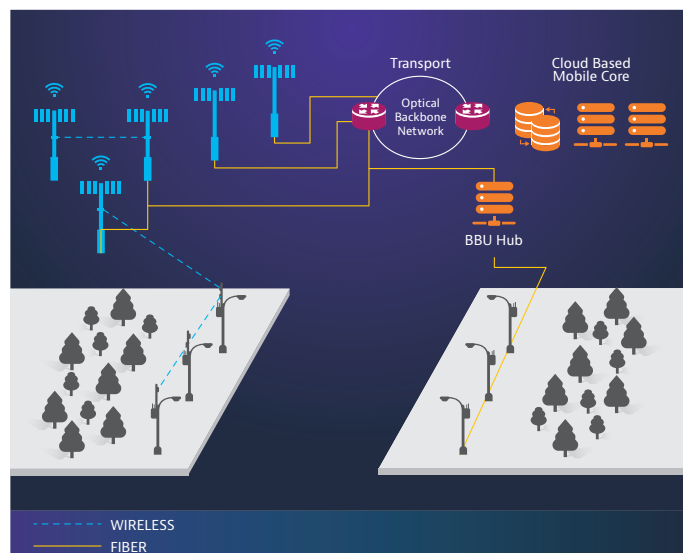 Transport
Optical
Backbone
Network
Cloud Based
Mobile Core
BBU Hub
WIRELESS
FIBER